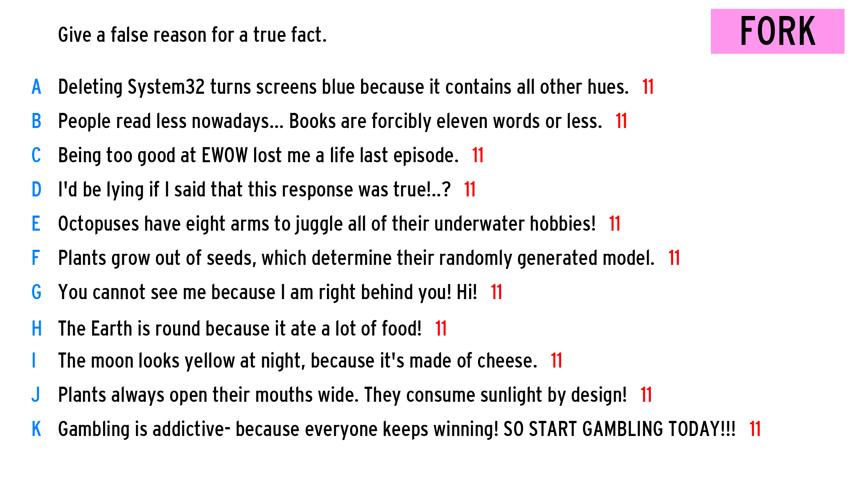 Give a false reason for a true fact.
FORK
A Deleting System32 turns screens blue because it contains all other hues. 11
B People read less nowadays... Books are forcibly eleven words or less. 11
C Being too good at EWOW lost me a life last episode. 11
D I'd be lying if I said that this response was true!..? 11
E Octopuses have eight arms to juggle all of their underwater hobbies! 11
F Plants grow out of seeds, which determine their randomly generated model. 11
G You cannot see me because I am right behind you! Hi! 11
H The Earth is round because it ate a lot of food! 11
I The moon looks yellow at night, because it's made of cheese. 11
J Plants always open their mouths wide. They consume sunlight by design! 11
K Gambling is addictive- because everyone keeps winning! SO START GAMBLING TODAY!!! 11